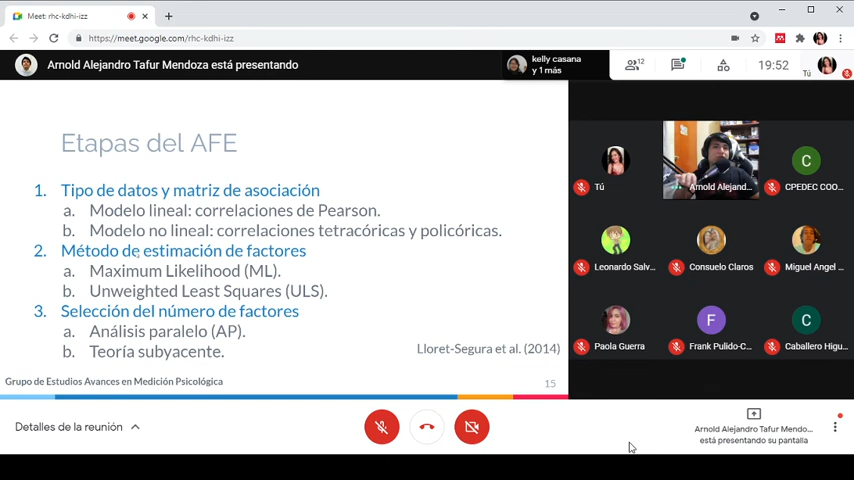 Meet: rhc-kdhi-izz
https://meet.google.com/rhc-kdhi-izz
Arnold Alejandro Tafur Mendoza está presentando
kelly casana
y 1 más
12
19:52
Tú
Etapas del AFE
1. Tipo de datos y matriz de asociación
a. Modelo lineal: correlaciones de Pearson.
b. Modelo no lineal: correlaciones tetracóricas y policóricas.
2. Método de estimación de factores
a. Maximum Likelihood (ML).
b. Unweighted Least Squares (ULS).
3. Selección del número de factores
a. Análisis paralelo (AP).
b. Teoría subyacente.
Lloret-Segura et al. (2014)
Grupo de Estudios Avances en Medición Psicológica
15
Tú
Arnold Alejand...
C
CPEDEC COO...
Leonardo Salv...
Consuelo Claros
Miguel Angel ...
Paola Guerra
F
Frank Pulido-C...
C
Caballero Higu...
Detalles de la reunión
Arnold Alejandro Tafur Mendo...
está presentando su pantalla